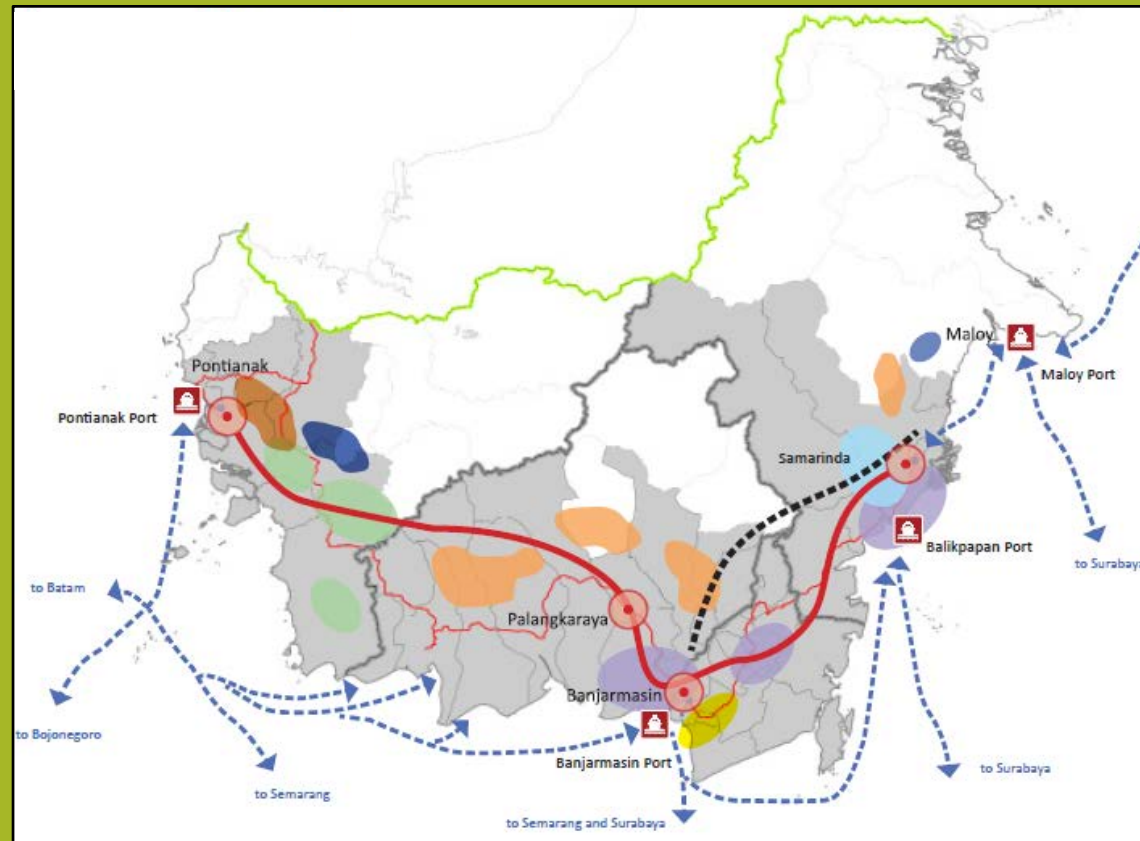 Pontianak
Pontianak Port
Maloy
Maloy Port
Samarinda
Balikpapan Port
to Surabaya
to Batam
Palangkaraya
Banjarmasin
to Bojonegoro
Banjarmasin Port
to Surabaya
to Semarang
to Semarang and Surabaya